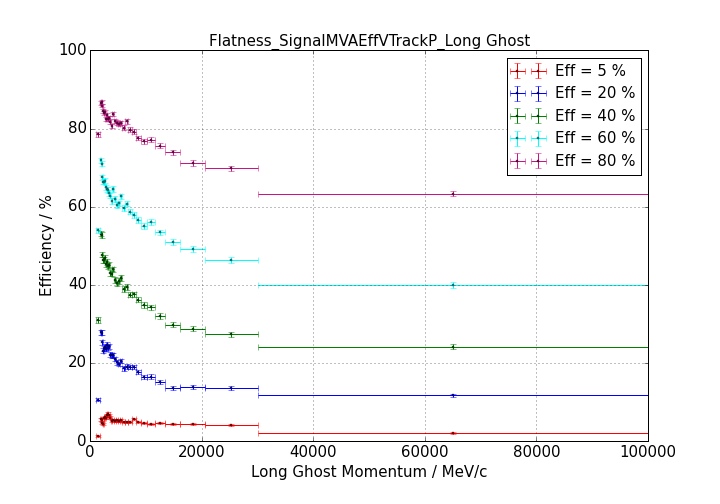 Flatness_SignalMVAEffVTrackP_Long Ghost
Eff = 5 %
Eff = 20 %
Eff = 40 %
Eff = 60 %
Eff = 80 %
Efficiency / %
100
80
60
40
20
0
0 20000 40000 60000 80000 100000
Long Ghost Momentum / MeV/c